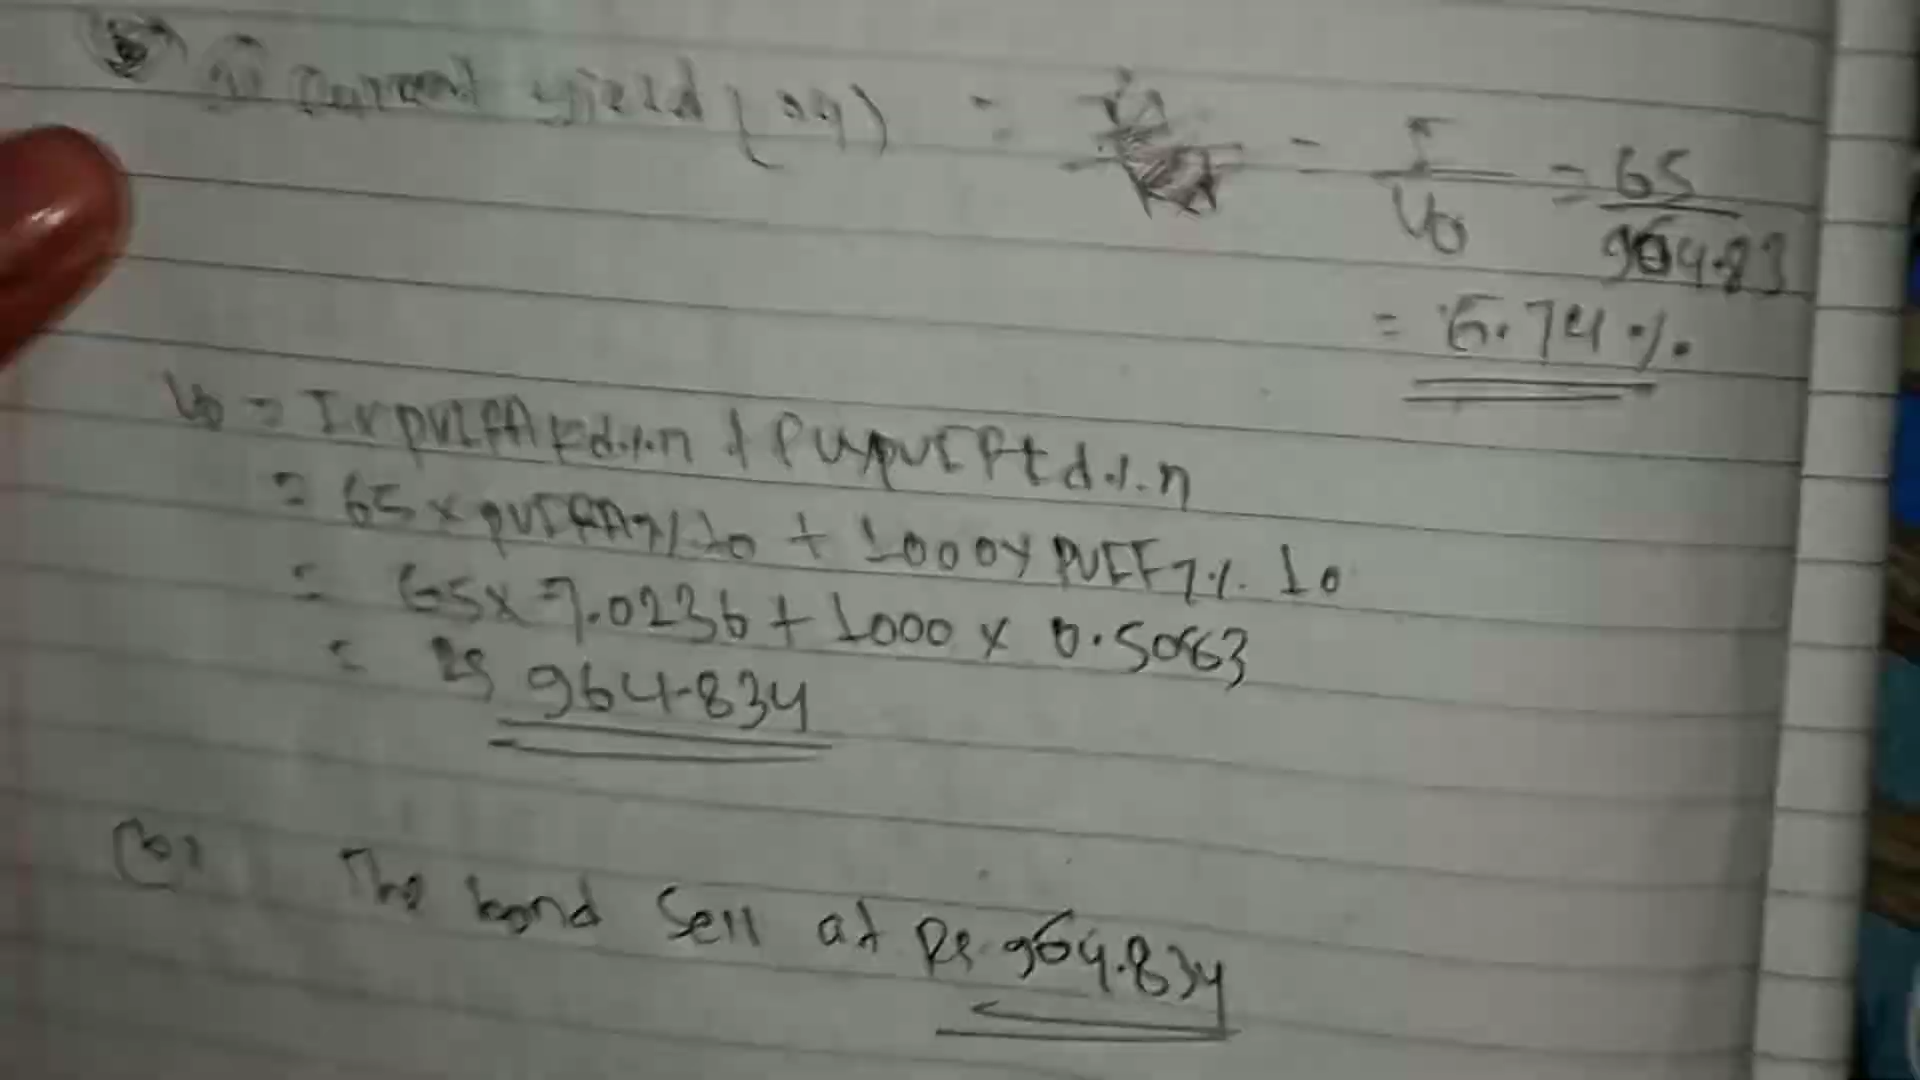 a) Current yield (cy) = = I/V0 = 65/964.83
= 6.74%
V0 = I x PVIFA kd%.n + PV x PVIF kd%.n
= 65 x PVIFA 7%10 + 1000 x PVIF 7%. 10
= 65 x 7.0236 + 1000 x 0.5083
= Rs 964.834
(b) The bond sell at Rs. 964.834